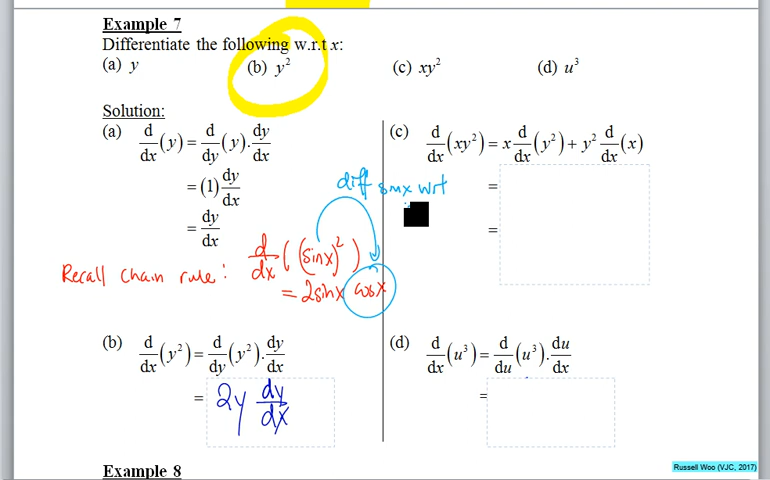 Example 7
Differentiate the following w.r.t x:
(a) y (b) y² (c) xy² (d) u³
Solution:
(a) d/dx (y) = d/dy (y) . dy/dx
= (1) dy/dx
= dy/dx
Recall chain rule: d/dx ((sinx)²)
= 2sinx cosx
diff sinx wrt
(b) d/dx (y²) = d/dy (y²) . dy/dx
= 2y dy/dx
(c) d/dx (xy²) = x d/dx (y²) + y² d/dx (x)
=
=
(d) d/dx (u³) = d/du (u³) . du/dx
=
Example 8
Russell Woo (VJC, 2017)